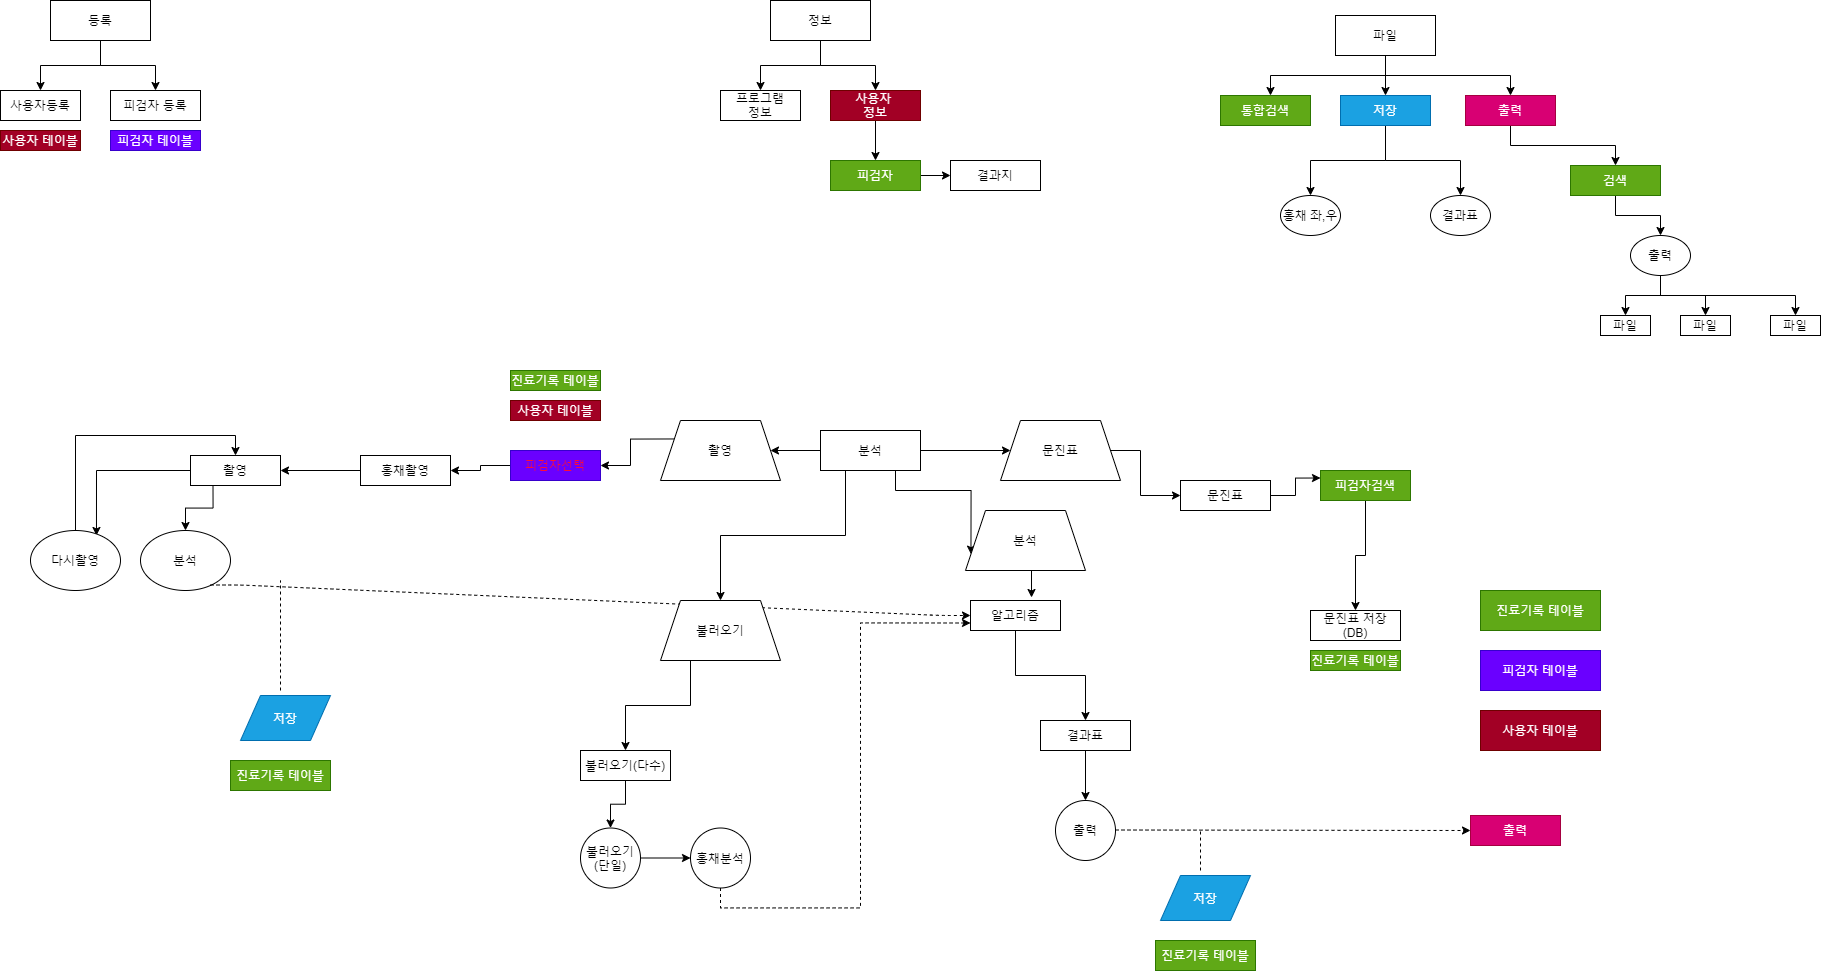 등록
사용자등록
피검자 등록
사용자 테이블
피검자 테이블
정보
프로그램
정보
사용자
정보
피검자
결과지
파일
통합검색
저장
출력
홍채 좌,우
결과표
검색
출력
파일
파일
파일
진료기록 테이블
사용자 테이블
피검자선택
촬영
분석
문진표
홍채촬영
촬영
다시촬영
분석
문진표
피검자검색
분석
불러오기
알고리즘
문진표 저장
(DB)
진료기록 테이블
진료기록 테이블
피검자 테이블
사용자 테이블
저장
진료기록 테이블
불러오기(다수)
불러오기
(단일)
홍채분석
결과표
출력
출력
저장
진료기록 테이블